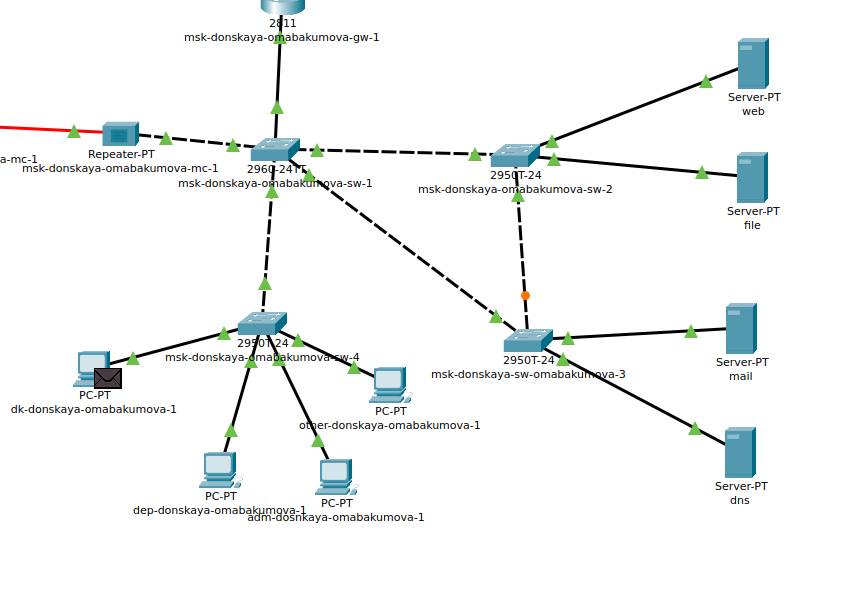 2811
msk-donskaya-omabakumova-gw-1
Server-PT
web
a-mc-1
Repeater-PT
msk-donskaya-omabakumova-mc-1
2960-24TT
msk-donskaya-omabakumova-sw-1
2950T-24
msk-donskaya-omabakumova-sw-2
Server-PT
file
2950T-24
msk-donskaya-omabakumova-sw-4
2950T-24
msk-donskaya-sw-omabakumova-3
Server-PT
mail
PC-PT
dk-donskaya-omabakumova-1
PC-PT
other-donskaya-omabakumova-1
PC-PT
dep-donskaya-omabakumova-1
PC-PT
adm-dosnkaya-omabakumova-1
Server-PT
dns